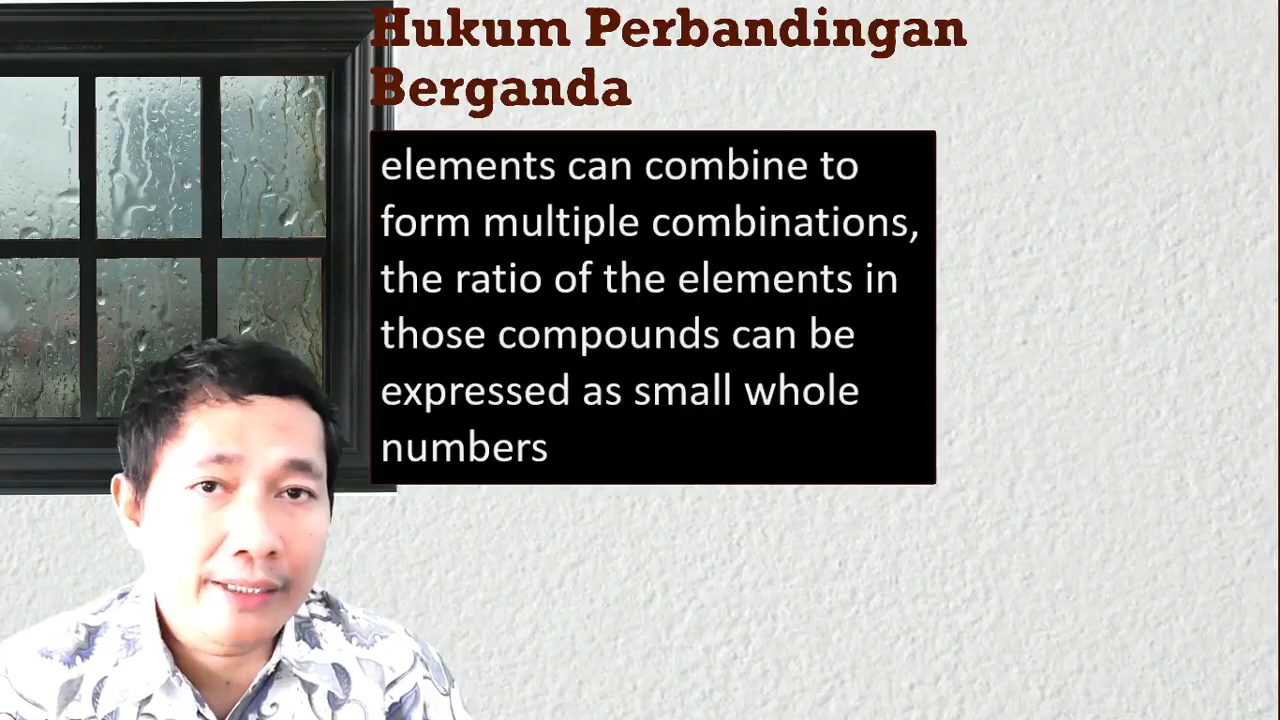 Hukum Perbandingan
Berganda
elements can combine to
form multiple combinations,
the ratio of the elements in
those compounds can be
expressed as small whole
numbers